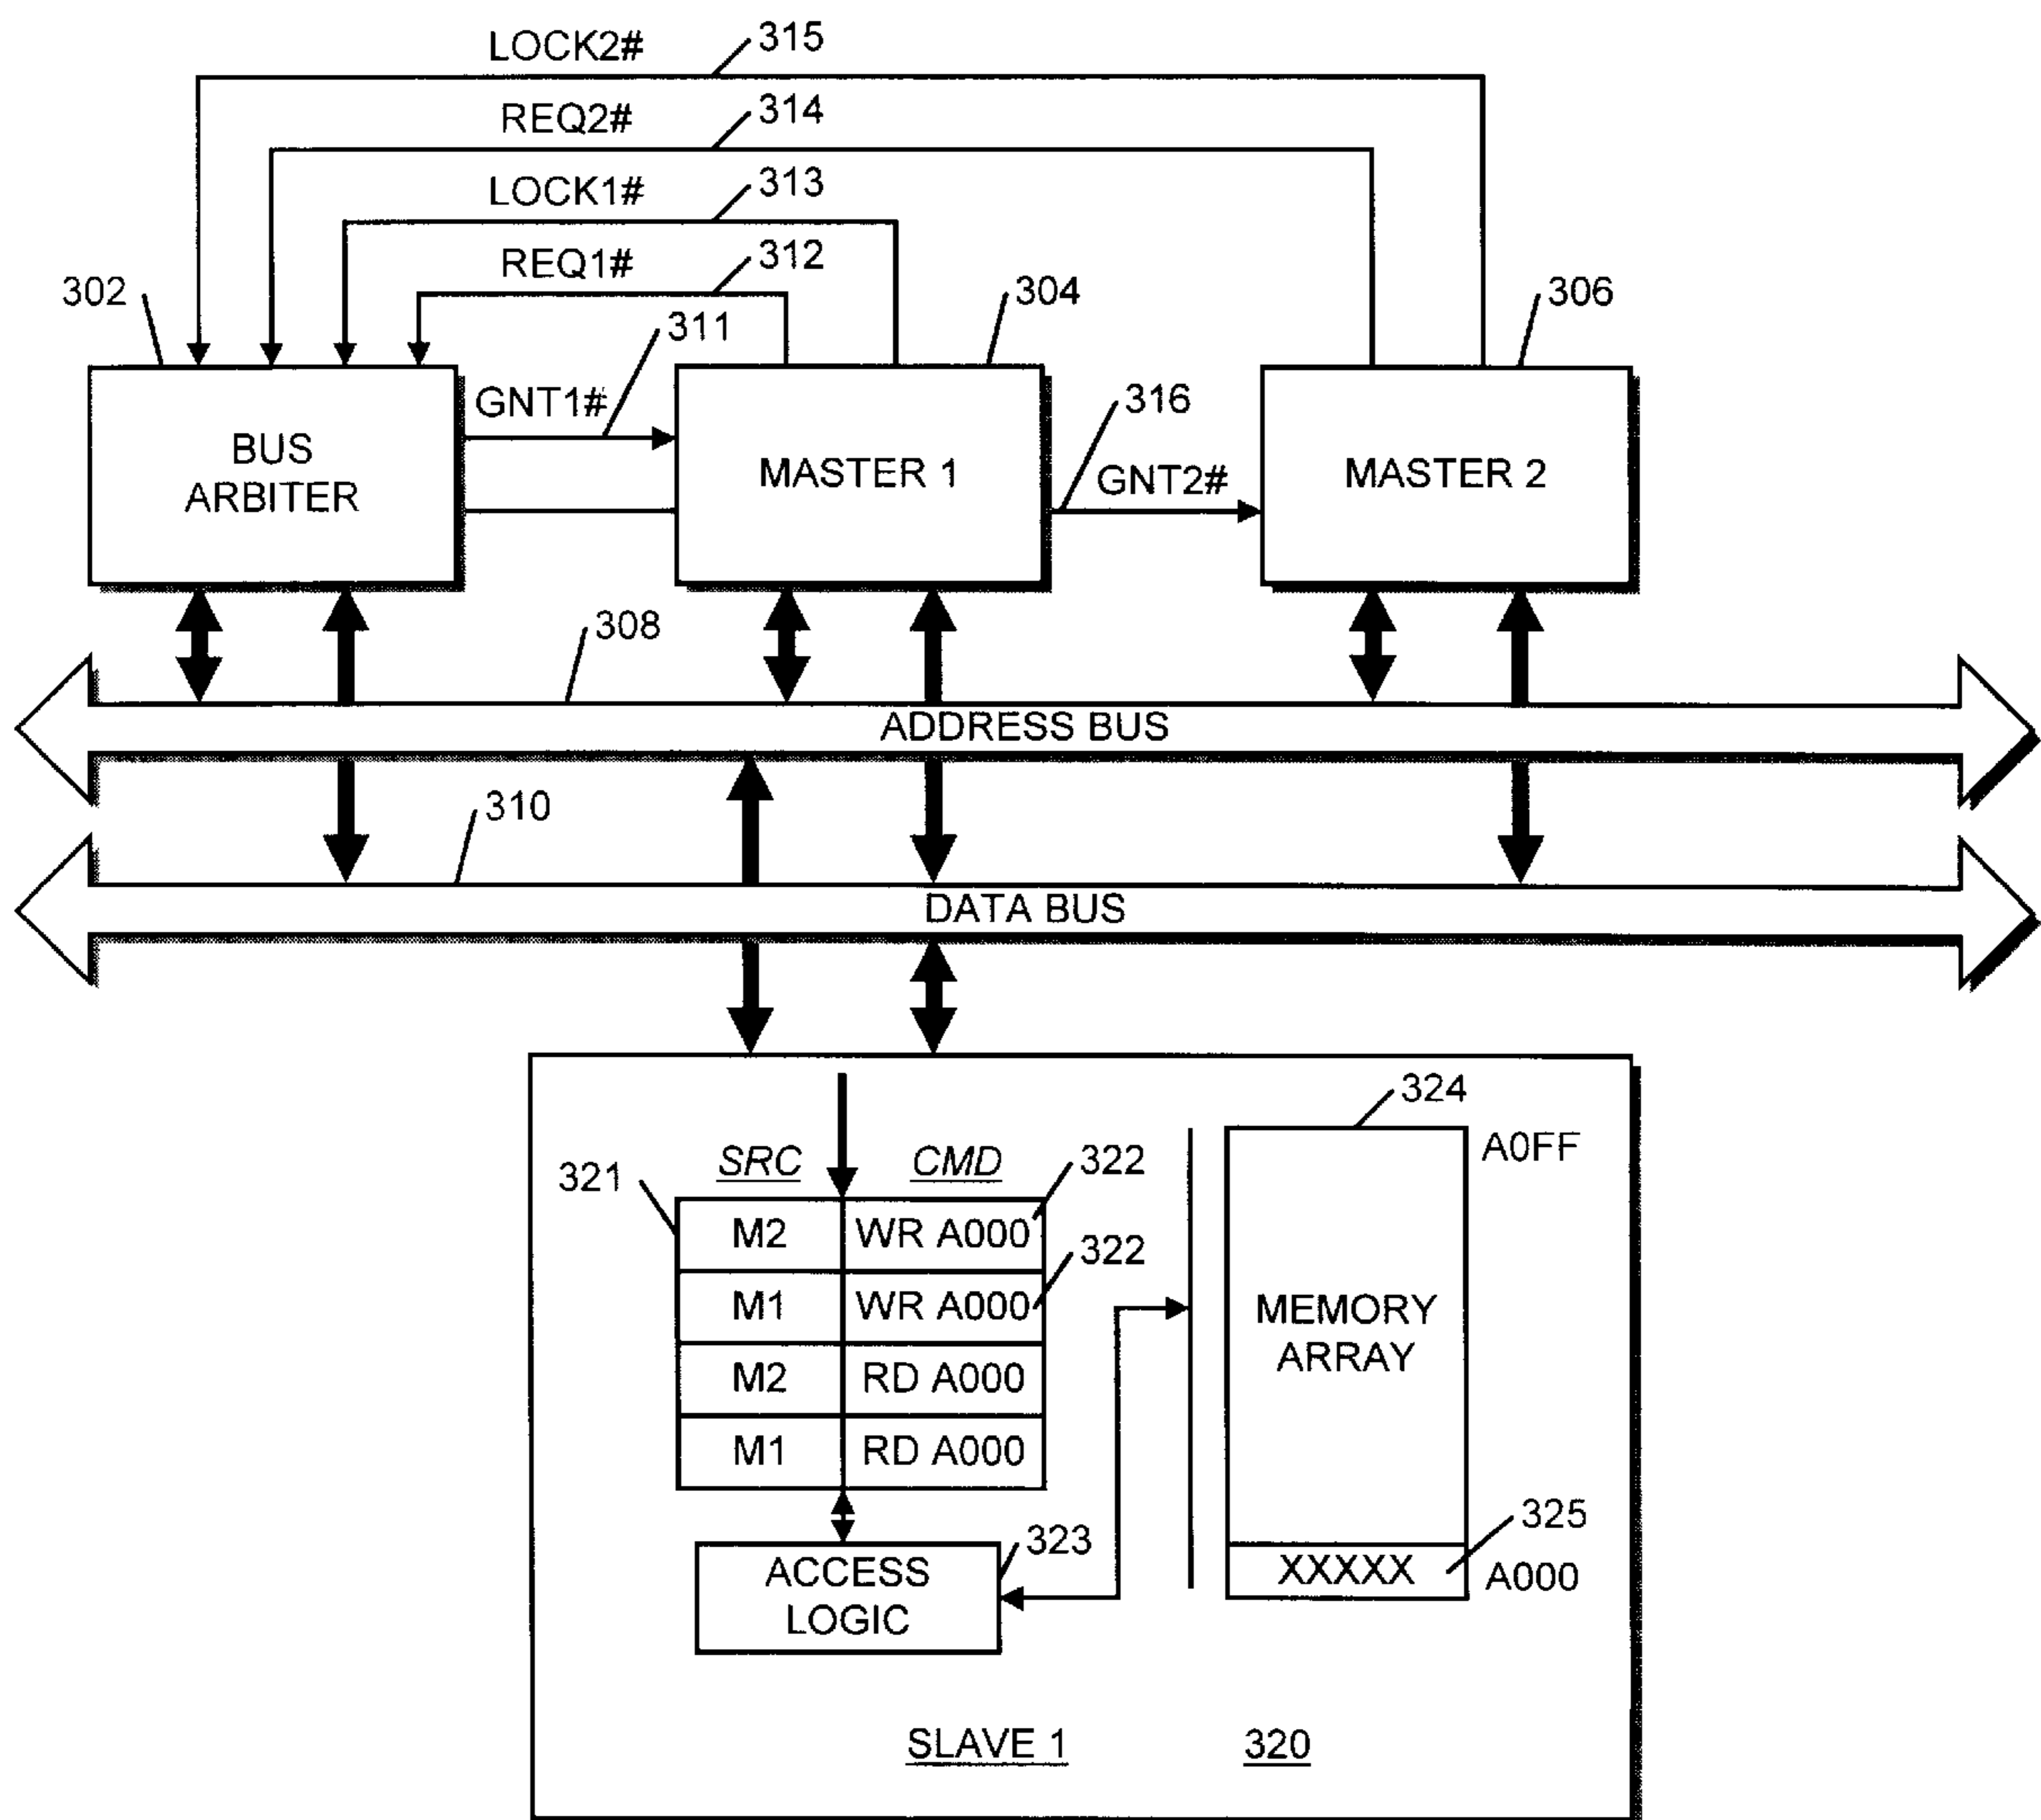 LOCK2# 315
REQ2# 314
LOCK1# 313
REQ1# 312
302 311 304 306
GNT1# 316
BUS ARBITER
MASTER 1
GNT2#
MASTER 2
308
ADDRESS BUS
310
DATA BUS
324
A0FF
321 SRC CMD 322
M2 WR A000
M1 WR A000 322
M2 RD A000
M1 RD A000
MEMORY
ARRAY
325
XXXXX A000
ACCESS
LOGIC
323
SLAVE 1 320